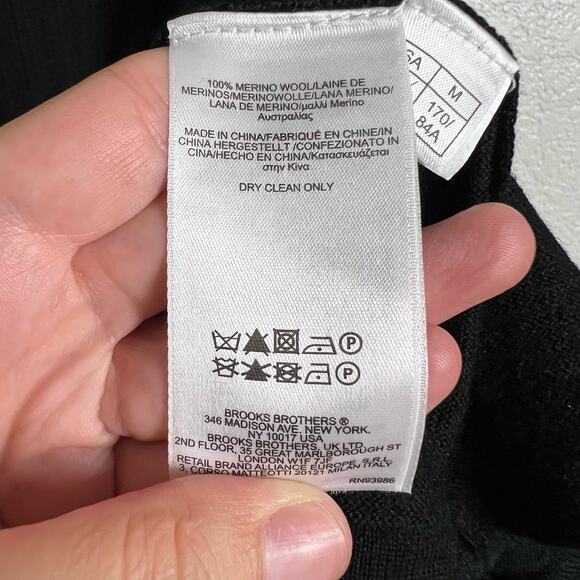 100% MERINO WOOL/LAINE DE
MERINOS/MERINOWOLLE/LANA MERINO/
LANA DE MERINO/μαλλί Merino
Αυστραλίας
MADE IN CHINA/FABRIQUÉ EN CHINE/IN
CHINA HERGESTELLT /CONFEZIONATO IN
CINA/HECHO EN CHINA/Κατασκευάζεται
στην Κίνα
DRY CLEAN ONLY
P
P
BROOKS BROTHERS ®
346 MADISON AVE. NEW YORK.
NY 10017 USA
BROOKS BROTHERS, UK LTD.
2ND FLOOR, 35 GREAT MARLBOROUGH ST
LONDON W1F 7JF
RETAIL BRAND ALLIANCE EUROPE S.R.L
3, CORSO MATTEOTTI 20121 MILAN ITALY
RN93986
M
170/
84A